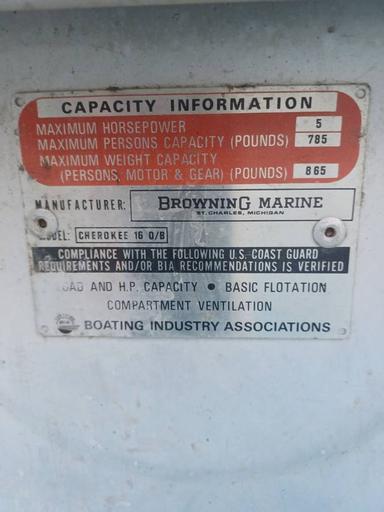 CAPACITY INFORMATION
MAXIMUM HORSEPOWER 5
MAXIMUM PERSONS CAPACITY (POUNDS) 785
MAXIMUM WEIGHT CAPACITY
(PERSONS, MOTOR & GEAR) (POUNDS) 865
MANUFACTURER: BROWNING MARINE
ST. CHARLES, MICHIGAN
MODEL: CHEROKEE 16 O/B
COMPLIANCE WITH THE FOLLOWING U.S. COAST GUARD
REQUIREMENTS AND/OR BIA RECOMMENDATIONS IS VERIFIED
LOAD AND H.P. CAPACITY • BASIC FLOTATION
COMPARTMENT VENTILATION
BOATING INDUSTRY ASSOCIATIONS